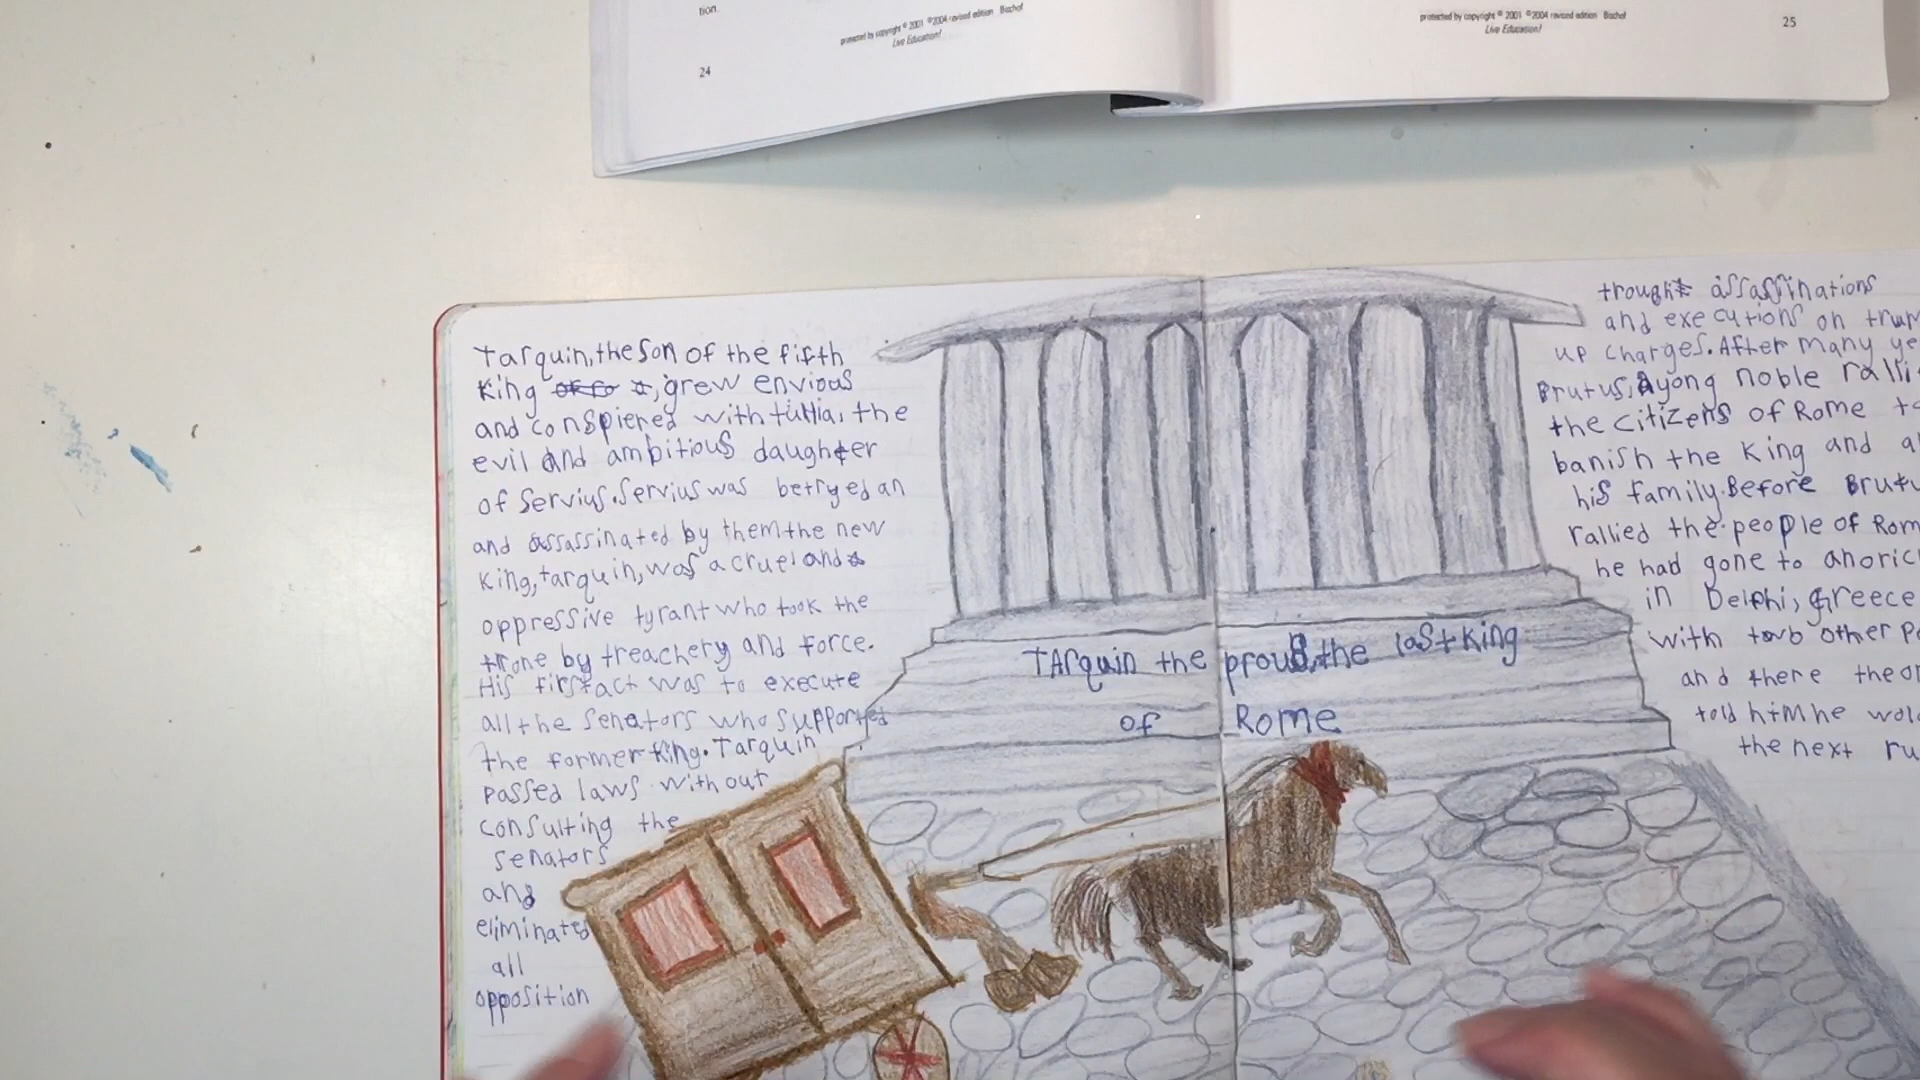 tion.
protected by copyright © 2001 ©2004 revised edition Bischof
Live Education!
24
protected by copyright © 2001 ©2004 revised edition Bischof
Live Education!
25
Tarquin, the son of the fifth
King , grew envious
and conspiered with tullia, the
evil and ambitious daughter
of Servius. Servius was betryed an
and assassinated by them the new
King, tarquin, was a cruel and
oppressive tyrant who took the
trone by treachery and force.
His first act was to execute
all the senators who supported
the former King. Tarquin
passed laws without
consulting the
senators
and
eliminated
all
opposition
TArquin the proud, the last King
of Rome
trough assassinations
and executions on trum
up charges. After many ye
Brutus, Ayong noble ralli
the citizens of Rome to
banish the King and al
his family. Before Brutu
rallied the people of Rom
he had gone to anoricl
in Delphi, Greece
with other
and there the or
told him he wold
the next ru